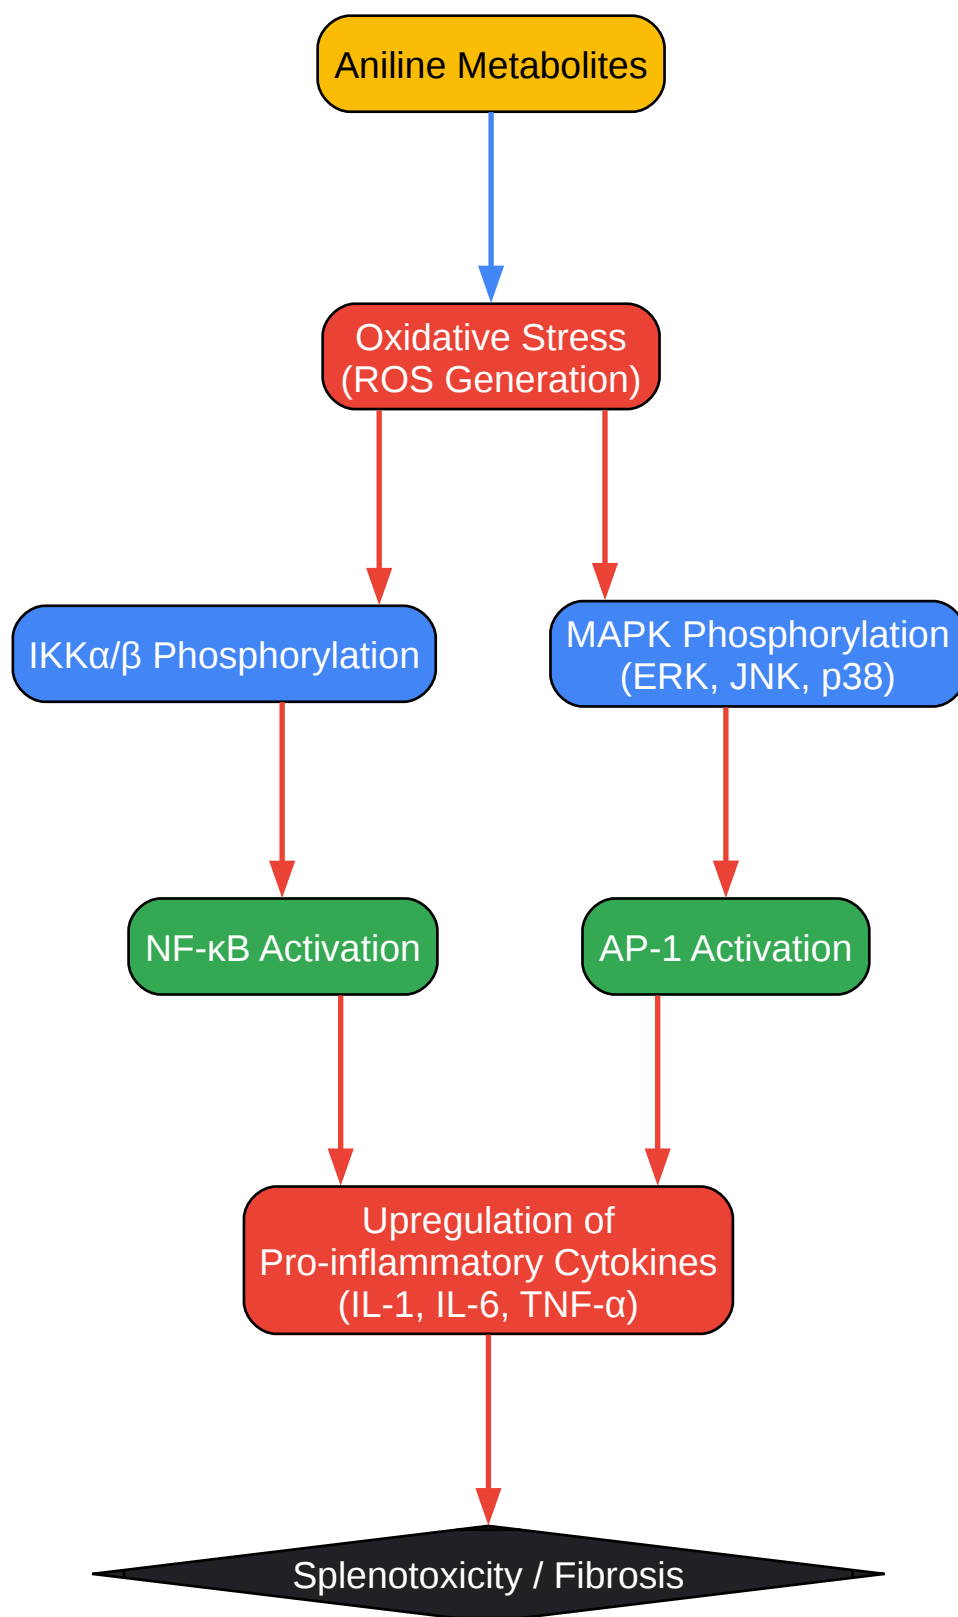 Aniline Metabolites
Oxidative Stress
(ROS Generation)
IKKα/β Phosphorylation
MAPK Phosphorylation
(ERK, JNK, p38)
NF-κB Activation
AP-1 Activation
Upregulation of
Pro-inflammatory Cytokines
(IL-1, IL-6, TNF-α)
Splenotoxicity / Fibrosis